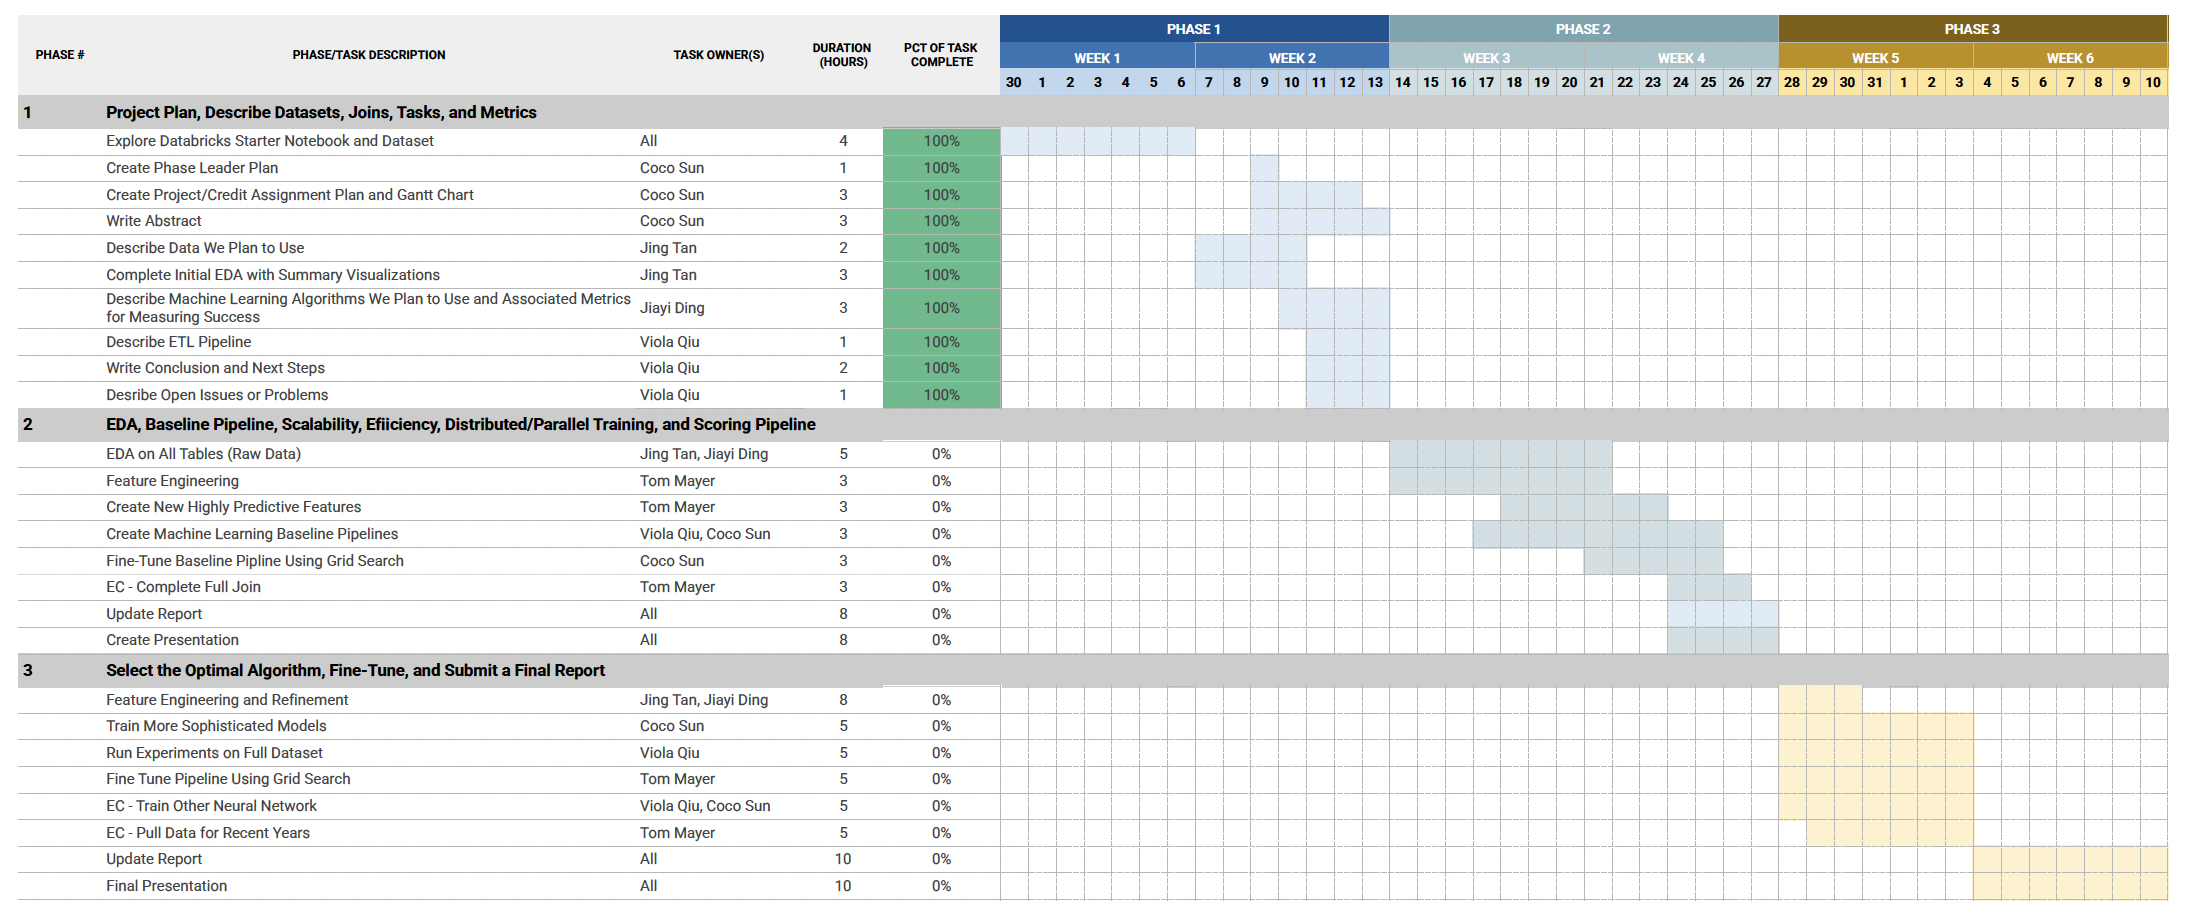 PHASE 1 PHASE 2 PHASE 3
PHASE # PHASE/TASK DESCRIPTION TASK OWNER(S) DURATION (HOURS) PCT OF TASK COMPLETE
WEEK 1 WEEK 2 WEEK 3 WEEK 4 WEEK 5 WEEK 6
30 1 2 3 4 5 6 7 8 9 10 11 12 13 14 15 16 17 18 19 20 21 22 23 24 25 26 27 28 29 30 31 1 2 3 4 5 6 7 8 9 10
1 Project Plan, Describe Datasets, Joins, Tasks, and Metrics
Explore Databricks Starter Notebook and Dataset All 4 100%
Create Phase Leader Plan Coco Sun 1 100%
Create Project/Credit Assignment Plan and Gantt Chart Coco Sun 3 100%
Write Abstract Coco Sun 3 100%
Describe Data We Plan to Use Jing Tan 2 100%
Complete Initial EDA with Summary Visualizations Jing Tan 3 100%
Describe Machine Learning Algorithms We Plan to Use and Associated Metrics
for Measuring Success Jiayi Ding 3 100%
Describe ETL Pipeline Viola Qiu 1 100%
Write Conclusion and Next Steps Viola Qiu 2 100%
Desribe Open Issues or Problems Viola Qiu 1 100%
2 EDA, Baseline Pipeline, Scalability, Efiiciency, Distributed/Parallel Training, and Scoring Pipeline
EDA on All Tables (Raw Data) Jing Tan, Jiayi Ding 5 0%
Feature Engineering Tom Mayer 3 0%
Create New Highly Predictive Features Tom Mayer 3 0%
Create Machine Learning Baseline Pipelines Viola Qiu, Coco Sun 3 0%
Fine-Tune Baseline Pipline Using Grid Search Coco Sun 3 0%
EC - Complete Full Join Tom Mayer 3 0%
Update Report All 8 0%
Create Presentation All 8 0%
3 Select the Optimal Algorithm, Fine-Tune, and Submit a Final Report
Feature Engineering and Refinement Jing Tan, Jiayi Ding 8 0%
Train More Sophisticated Models Coco Sun 5 0%
Run Experiments on Full Dataset Viola Qiu 5 0%
Fine Tune Pipeline Using Grid Search Tom Mayer 5 0%
EC - Train Other Neural Network Viola Qiu, Coco Sun 5 0%
EC - Pull Data for Recent Years Tom Mayer 5 0%
Update Report All 10 0%
Final Presentation All 10 0%